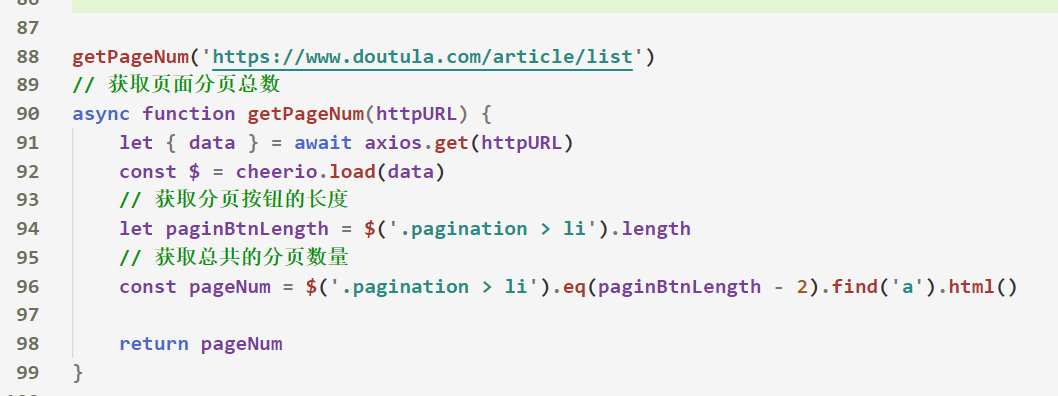 86
87
88 getPageNum('https://www.doutula.com/article/list')
89 // 获取页面分页总数
90 async function getPageNum(httpURL) {
91     let { data } = await axios.get(httpURL)
92     const $ = cheerio.load(data)
93     // 获取分页按钮的长度
94     let paginBtnLength = $('.pagination > li').length
95     // 获取总共的分页数量
96     const pageNum = $('.pagination > li').eq(paginBtnLength - 2).find('a').html()
97
98     return pageNum
99 }